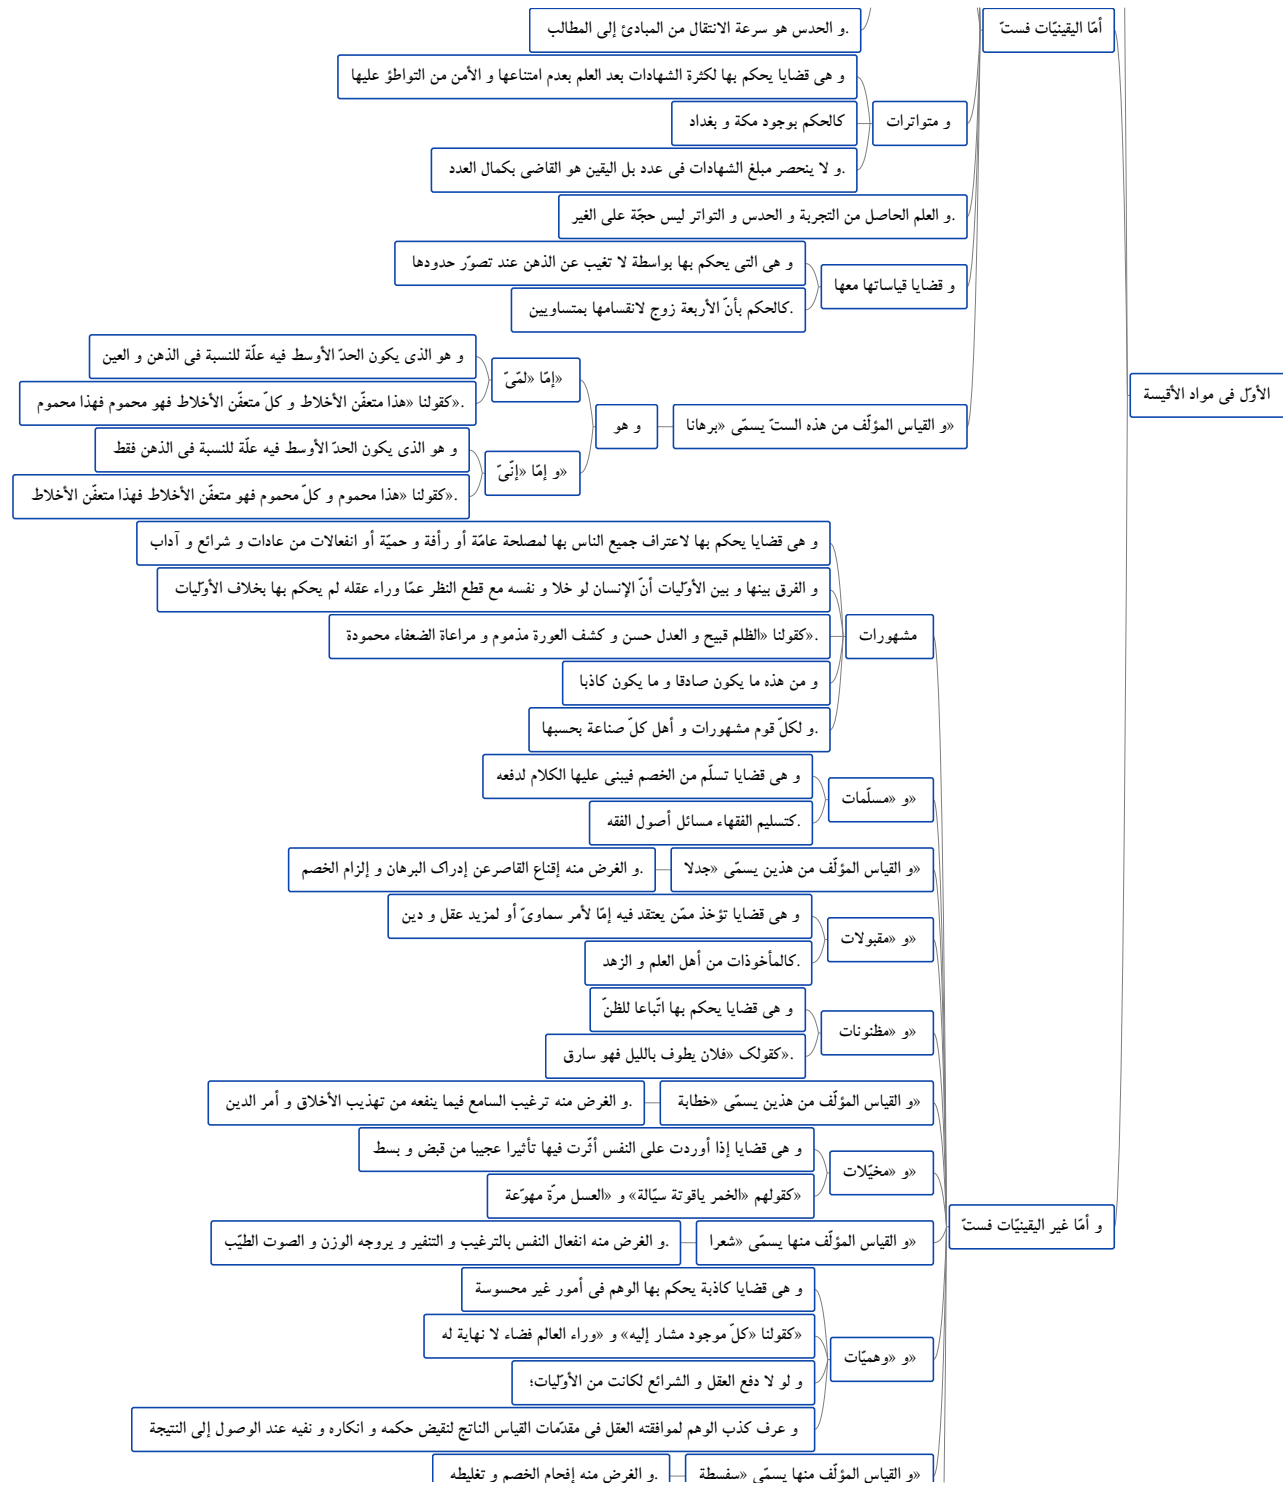 الأوّل فی مواد الأقیسة
أمّا الیقینیّات فستّ
.و الحدس هو سرعة الانتقال من المبادئ إلی المطالب
و متواترات
و هی قضایا یحکم بها لکثرة الشهادات بعد العلم بعدم امتناعها و الأمن من التواطؤ علیها
کالحکم بوجود مکة و بغداد
.و لا ینحصر مبلغ الشهادات فی عدد بل الیقین هو القاضی بکمال العدد
.و العلم الحاصل من التجربة و الحدس و التواتر لیس حجّة علی الغیر
و قضایا قیاساتها معها
و هی التی یحکم بها بواسطة لا تغیب عن الذهن عند تصوّر حدودها
.کالحکم بأنّ الأربعة زوج لانقسامها بمتساویین
«و القیاس المؤلّف من هذه الستّ یسمّی «برهانا
و هو
«إمّا «لمّیّ
و هو الذی یکون الحدّ الأوسط فیه علّة للنسبة فی الذهن و العین
.«کقولنا «هذا متعفّن الأخلاط و کلّ متعفّن الأخلاط فهو محموم فهذا محموم
«و إمّا «إنّیّ
و هو الذی یکون الحدّ الأوسط فیه علّة للنسبة فی الذهن فقط
.«کقولنا «هذا محموم و کلّ محموم فهو متعفّن الأخلاط فهذا متعفّن الأخلاط
و أمّا غیر الیقینیّات فستّ
مشهورات
و هی قضایا یحکم بها لاعتراف جمیع الناس بها لمصلحة عامّة أو رأفة و حمیّة أو انفعالات من عادات و شرائع و آداب
و الفرق بینها و بین الأوّلیات أنّ الإنسان لو خلا و نفسه مع قطع النظر عمّا وراء عقله لم یحکم بها بخلاف الأوّلیات
.«کقولنا «الظلم قبیح و العدل حسن و کشف العورة مذموم و مراعاة الضعفاء محمودة
و من هذه ما یکون صادقا و ما یکون کاذبا
.و لکلّ قوم مشهورات و أهل کلّ صناعة بحسبها
«و «مسلّمات
و هی قضایا تسلّم من الخصم فیبنی علیها الکلام لدفعه
.کتسلیم الفقهاء مسائل أصول الفقه
«و القیاس المؤلّف من هذین یسمّی «جدلا
.و الغرض منه إقناع القاصرعن إدراک البرهان و إلزام الخصم
«و «مقبولات
و هی قضایا تؤخذ ممّن یعتقد فیه إمّا لأمر سماویّ أو لمزید عقل و دین
.کالمأخوذات من أهل العلم و الزهد
«و «مظنونات
و هی قضایا یحکم بها اتّباعا للظنّ
.«کقولک «فلان یطوف باللیل فهو سارق
«و القیاس المؤلّف من هذین یسمّی «خطابة
.و الغرض منه ترغیب السامع فیما ینفعه من تهذیب الأخلاق و أمر الدین
«و «مخیّلات
و هی قضایا إذا أوردت علی النفس أثّرت فیها تأثیرا عجیبا من قبض و بسط
«کقولهم «الخمر یاقوتة سیّالة» و «العسل مرّة مهوّعة
«و القیاس المؤلّف منها یسمّی «شعرا
.و الغرض منه انفعال النفس بالترغیب و التنفیر و یروجه الوزن و الصوت الطیّب
«و «وهمیّات
و هی قضایا کاذبة یحکم بها الوهم فی أمور غیر محسوسة
«کقولنا «کلّ موجود مشار إلیه» و «وراء العالم فضاء لا نهایة له
و لو لا دفع العقل و الشرائع لکانت من الأوّلیات؛
و عرف کذب الوهم لموافقته العقل فی مقدّمات القیاس الناتج لنقیض حکمه و انکاره و نفیه عند الوصول إلی النتیجة
«و القیاس المؤلّف منها یسمّی «سفسطة
.و الغرض منه إفحام الخصم و تغلیطه